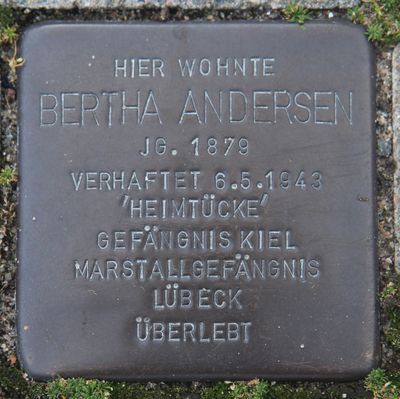 HIER WOHNTE
BERTHA ANDERSEN
JG. 1879
VERHAFTET 6.5.1943
'HEIMTÜCKE'
GEFÄNGNIS KIEL
MARSTALLGEFÄNGNIS
LÜBECK
ÜBERLEBT